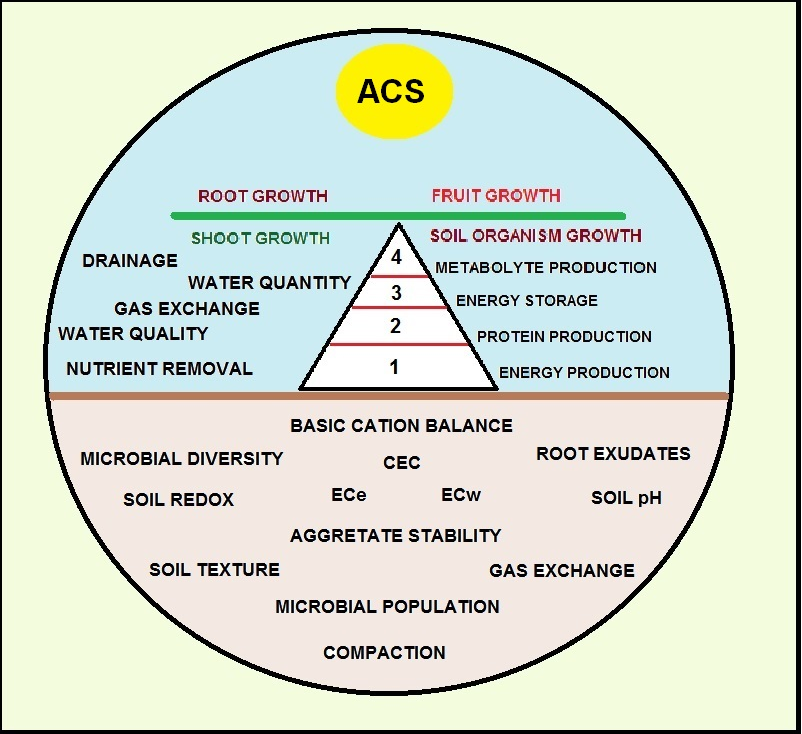 ACS
ROOT GROWTH
FRUIT GROWTH
SHOOT GROWTH
SOIL ORGANISM GROWTH
DRAINAGE
4
METABOLYTE PRODUCTION
WATER QUANTITY
3
ENERGY STORAGE
GAS EXCHANGE
WATER QUALITY
2
PROTEIN PRODUCTION
NUTRIENT REMOVAL
1
ENERGY PRODUCTION
BASIC CATION BALANCE
MICROBIAL DIVERSITY
CEC
ROOT EXUDATES
SOIL REDOX
ECe
ECw
SOIL pH
AGGRETATE STABILITY
SOIL TEXTURE
GAS EXCHANGE
MICROBIAL POPULATION
COMPACTION